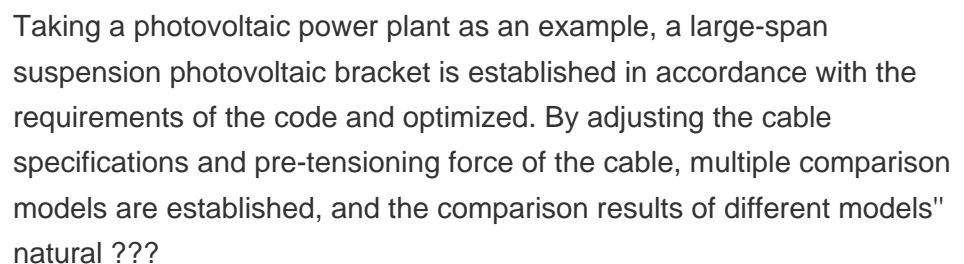 Taking a photovoltaic power plant as an example, a large-span
suspension photovoltaic bracket is established in accordance with the
requirements of the code and optimized. By adjusting the cable
specifications and pre-tensioning force of the cable, multiple comparison
models are established, and the comparison results of different models"
natural ???